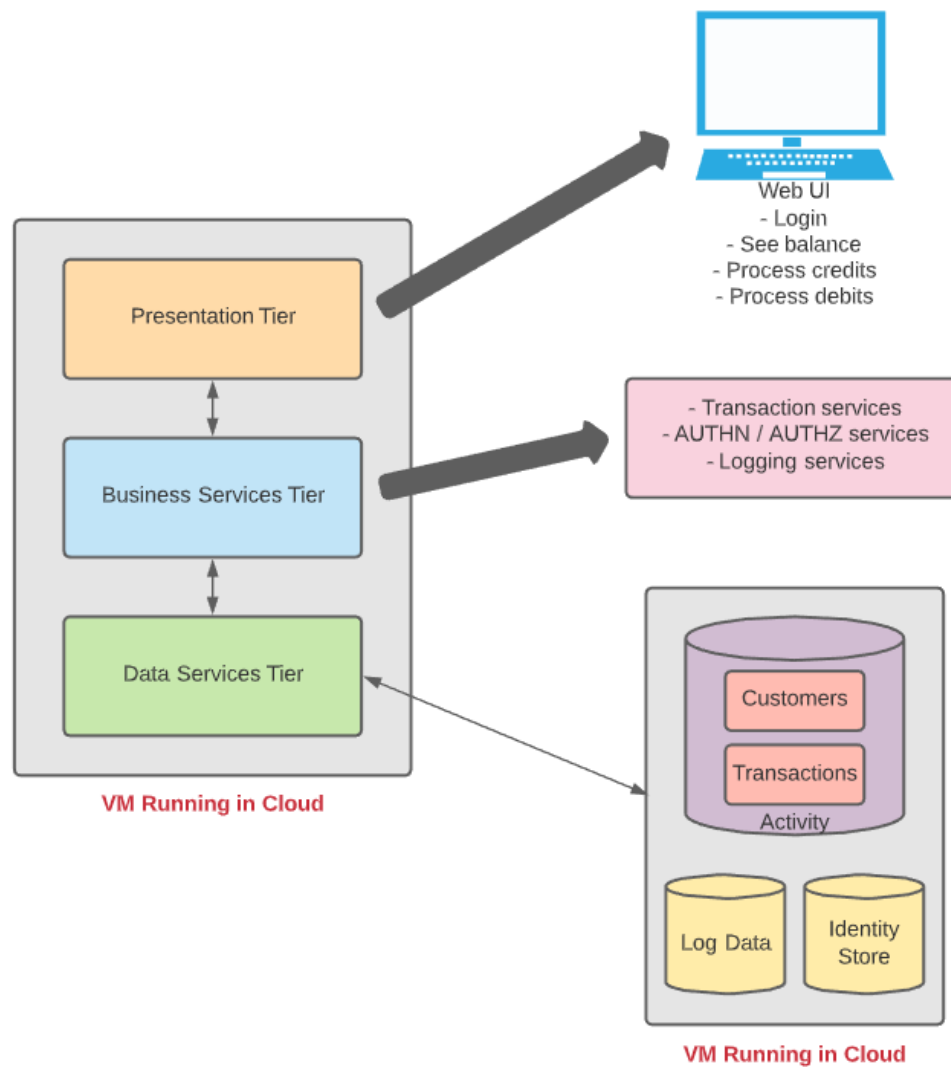 Web UI
- Login
- See balance
- Process credits
- Process debits
Presentation Tier
- Transaction services
- AUTHN / AUTHZ services
- Logging services
Business Services Tier
Data Services Tier
VM Running in Cloud
Customers
Transactions
Activity
Log Data
Identity
Store
VM Running in Cloud